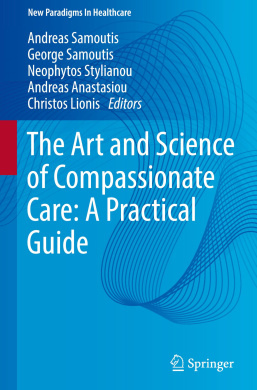 New Paradigms In Healthcare
Andreas Samoutis
George Samoutis
Neophytos Stylianou
Andreas Anastasiou
Christos Lionis Editors
The Art and Science
of Compassionate
Care: A Practical
Guide
Springer